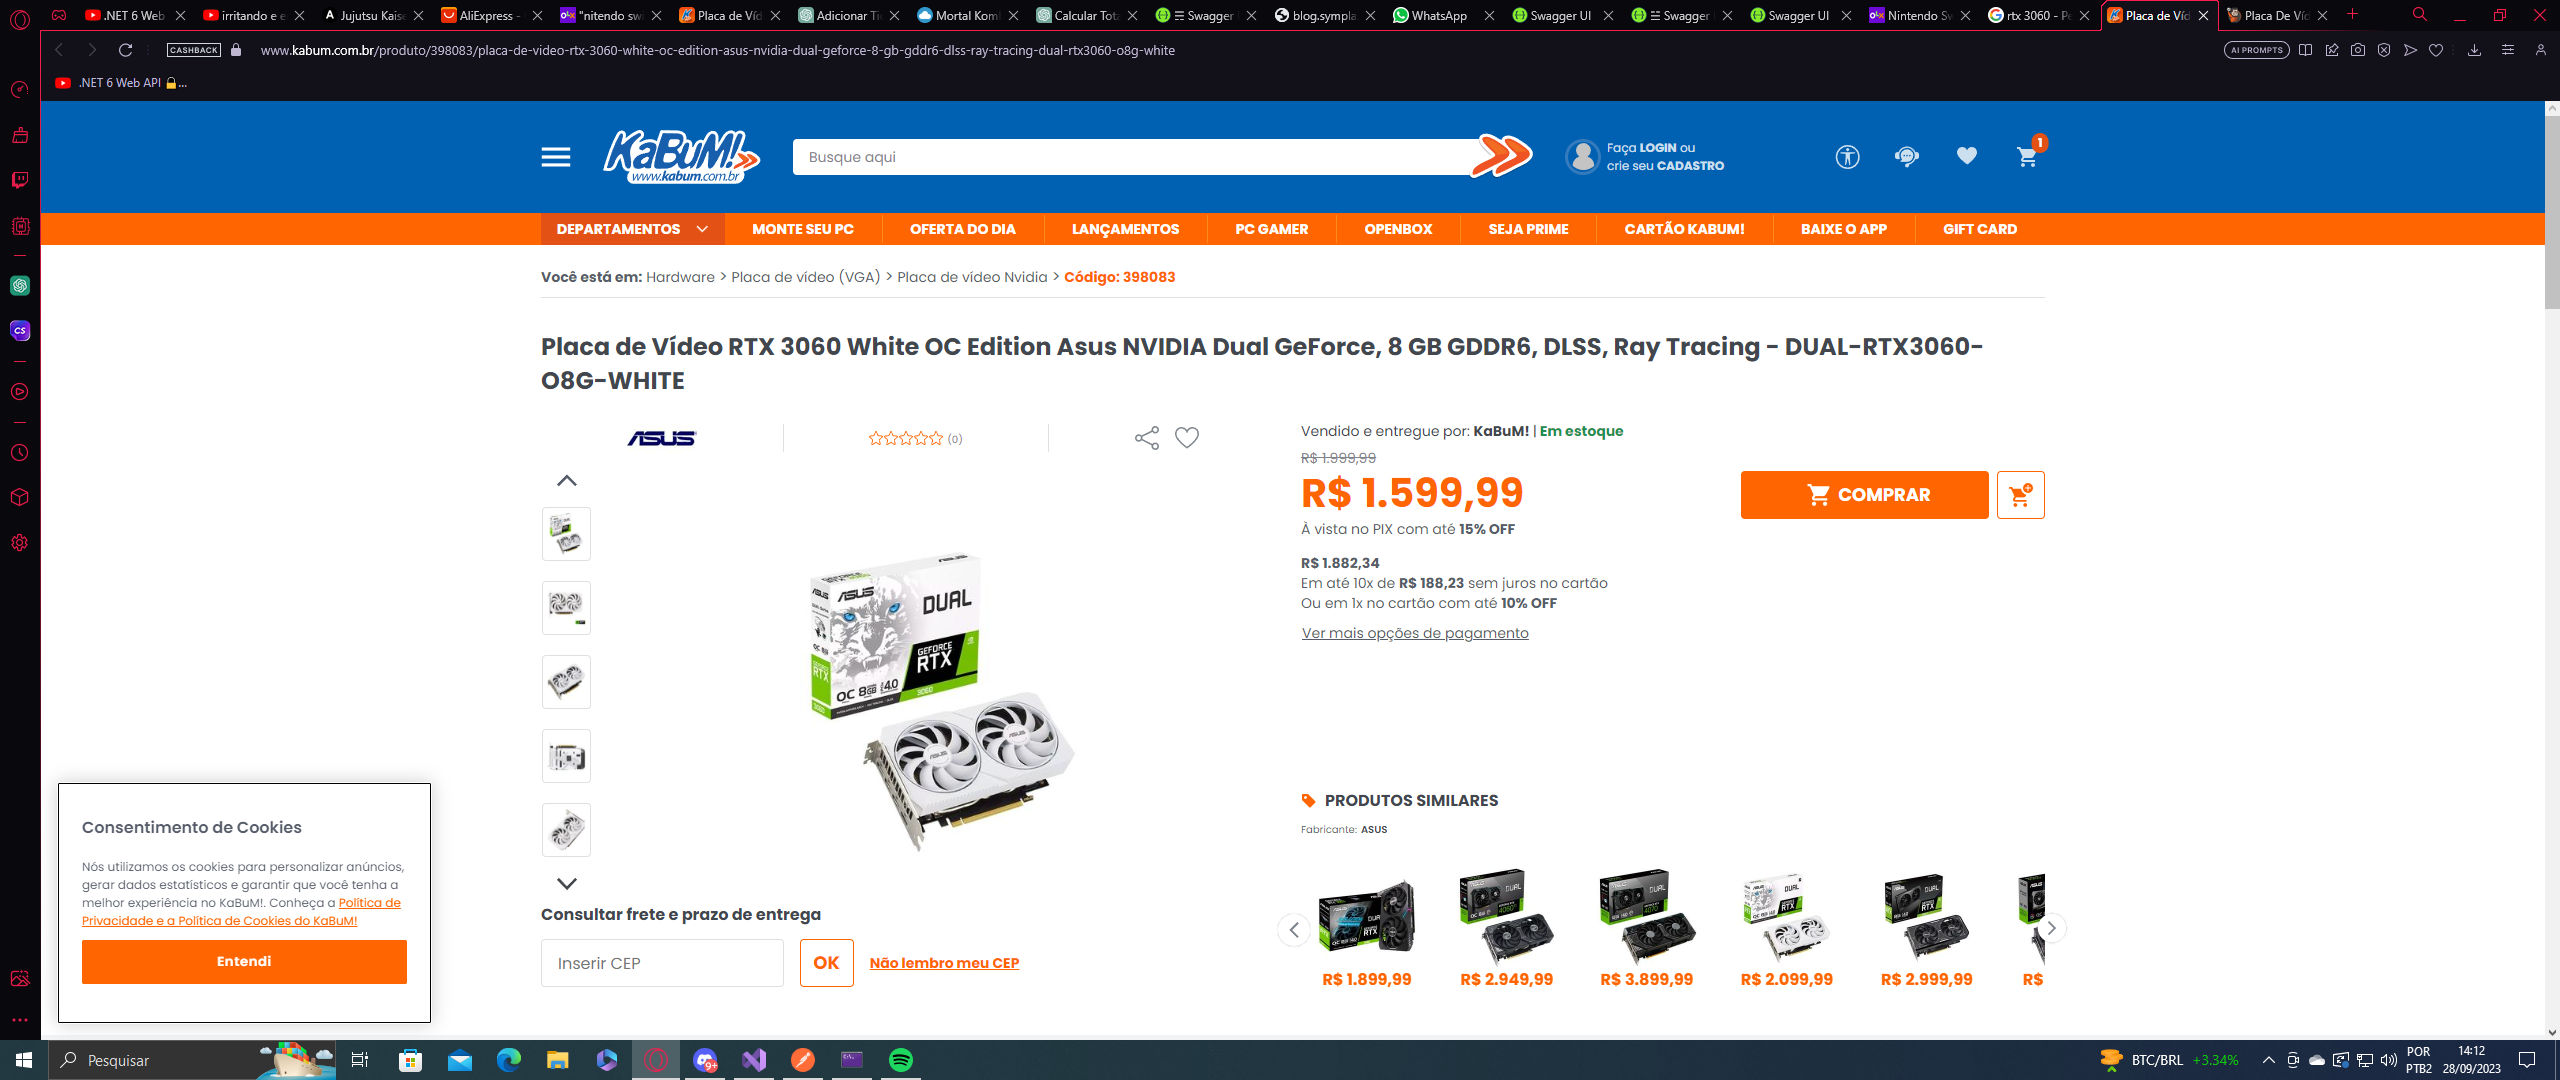 .NET 6 Web
irritando e e
Jujutsu Kais
AliExpress -
"nitendo sw
Placa de Víd
Adicionar Ti
Mortal Kom
Calcular Tot
Swagger
blog.sympla
WhatsApp
Swagger UI
Swagger
Swagger UI
Nintendo Sw
rtx 3060 - Pe
Placa de Víd
Placa De Víd
CASHBACK
www.kabum.com.br/produto/398083/placa-de-video-rtx-3060-white-oc-edition-asus-nvidia-dual-geforce-8-gb-gddr6-dlss-ray-tracing-dual-rtx3060-o8g-white
AI PROMPTS
.NET 6 Web API 🔒...
KaBuM!
www.kabum.com.br
Busque aqui
Faça LOGIN ou
crie seu CADASTRO
1
DEPARTAMENTOS
MONTE SEU PC
OFERTA DO DIA
LANÇAMENTOS
PC GAMER
OPENBOX
SEJA PRIME
CARTÃO KABUM!
BAIXE O APP
GIFT CARD
Você está em: Hardware > Placa de vídeo (VGA) > Placa de vídeo Nvidia > Código: 398083
Placa de Vídeo RTX 3060 White OC Edition Asus NVIDIA Dual GeForce, 8 GB GDDR6, DLSS, Ray Tracing - DUAL-RTX3060-
O8G-WHITE
ASUS
(0)
Vendido e entregue por: KaBuM! | Em estoque
R$ 1.999,99
R$ 1.599,99
À vista no PIX com até 15% OFF
COMPRAR
R$ 1.882,34
Em até 10x de R$ 188,23 sem juros no cartão
Ou em 1x no cartão com até 10% OFF
Ver mais opções de pagamento
ASUS
DUAL
GEFORCE
RTX
OC 8GB 4.0
3060
PRODUTOS SIMILARES
Fabricante: ASUS
R$ 1.899,99
R$ 2.949,99
R$ 3.899,99
R$ 2.099,99
R$ 2.999,99
R$
Consultar frete e prazo de entrega
Inserir CEP
OK
Não lembro meu CEP
Consentimento de Cookies
Nós utilizamos os cookies para personalizar anúncios,
gerar dados estatísticos e garantir que você tenha a
melhor experiência no KaBuM!. Conheça a Política de
Privacidade e a Política de Cookies do KaBuM!
Entendi
Pesquisar
9+
BTC/BRL +3.34%
POR
PTB2
14:12
28/09/2023